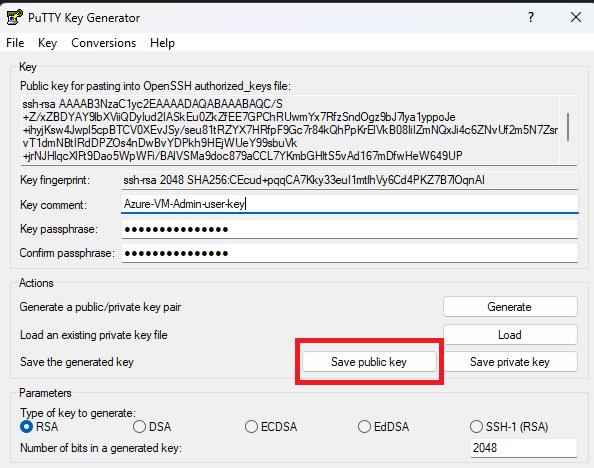 PuTTY Key Generator
File Key Conversions Help
Key
Public key for pasting into OpenSSH authorized_keys file:
ssh-rsa AAAAB3NzaC1yc2EAAAADAQABAAABAQC/S
+Z/xZBDYAY9lbXViiQDylud2lASkEu0ZkZfEE7GPChRUwmYx7RfzSndOgz9bJ7lya1yppoJe
+ihyjKsw4Jwpl5cpBTCV0XEvJSy/seu81tRZYX7HRfpF9Gc7r84kQhPpKrElVkB08lilZmNQxJi4c6ZNvUf2m5N7Zsr
vT1dmNBtIRdDPZOs4nDwBvYDPkh9HEjWUeY99sbuVk
+jrNJHlqcXlFt9Dao5WpWFi/BAlVSMa9doc879aCCL7YKmbGHltS5vAd167mDfwHeW649UP
Key fingerprint: ssh-rsa 2048 SHA256:CEcud+pqqCA7Kky33euI1mtlhVy6Cd4PKZ7B7lOqnAI
Key comment: Azure-VM-Admin-user-key
Key passphrase: ●●●●●●●●●●●●●●●
Confirm passphrase: ●●●●●●●●●●●●●●●
Actions
Generate a public/private key pair Generate
Load an existing private key file Load
Save the generated key Save public key Save private key
Parameters
Type of key to generate:
RSA DSA ECDSA EdDSA SSH-1 (RSA)
Number of bits in a generated key: 2048